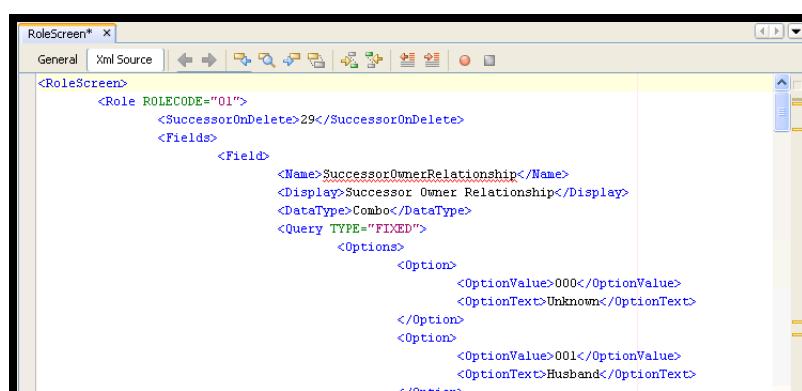 RoleScreen* ×
General Xml Source
<RoleScreen>
<Role ROLECODE="01">
<SuccessorOnDelete>29</SuccessorOnDelete>
<Fields>
<Field>
<Name>SuccessorOwnerRelationship</Name>
<Display>Successor Owner Relationship</Display>
<DataType>Combo</DataType>
<Query TYPE="FIXED">
<Options>
<Option>
<OptionValue>000</OptionValue>
<OptionText>Unknown</OptionText>
</Option>
<Option>
<OptionValue>001</OptionValue>
<OptionText>Husband</OptionText>
</Option>